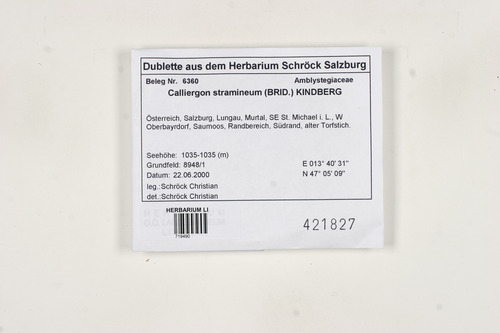 Dublette aus dem Herbarium Schröck Salzburg
Beleg Nr. 6360 Amblystegiaceae
Calliergon stramineum (BRID.) KINDBERG
Österreich, Salzburg, Lungau, Murtal, SE St. Michael i. L., W
Oberbayrdorf, Saumoos, Randbereich, Südrand, alter Torfstich.
Seehöhe: 1035-1035 (m) E 013° 40' 31"
Grundfeld: 8948/1 N 47° 05' 09"
Datum: 22.06.2000
leg.:Schröck Christian
det.:Schröck Christian
HERBARIUM LI
719490
421827